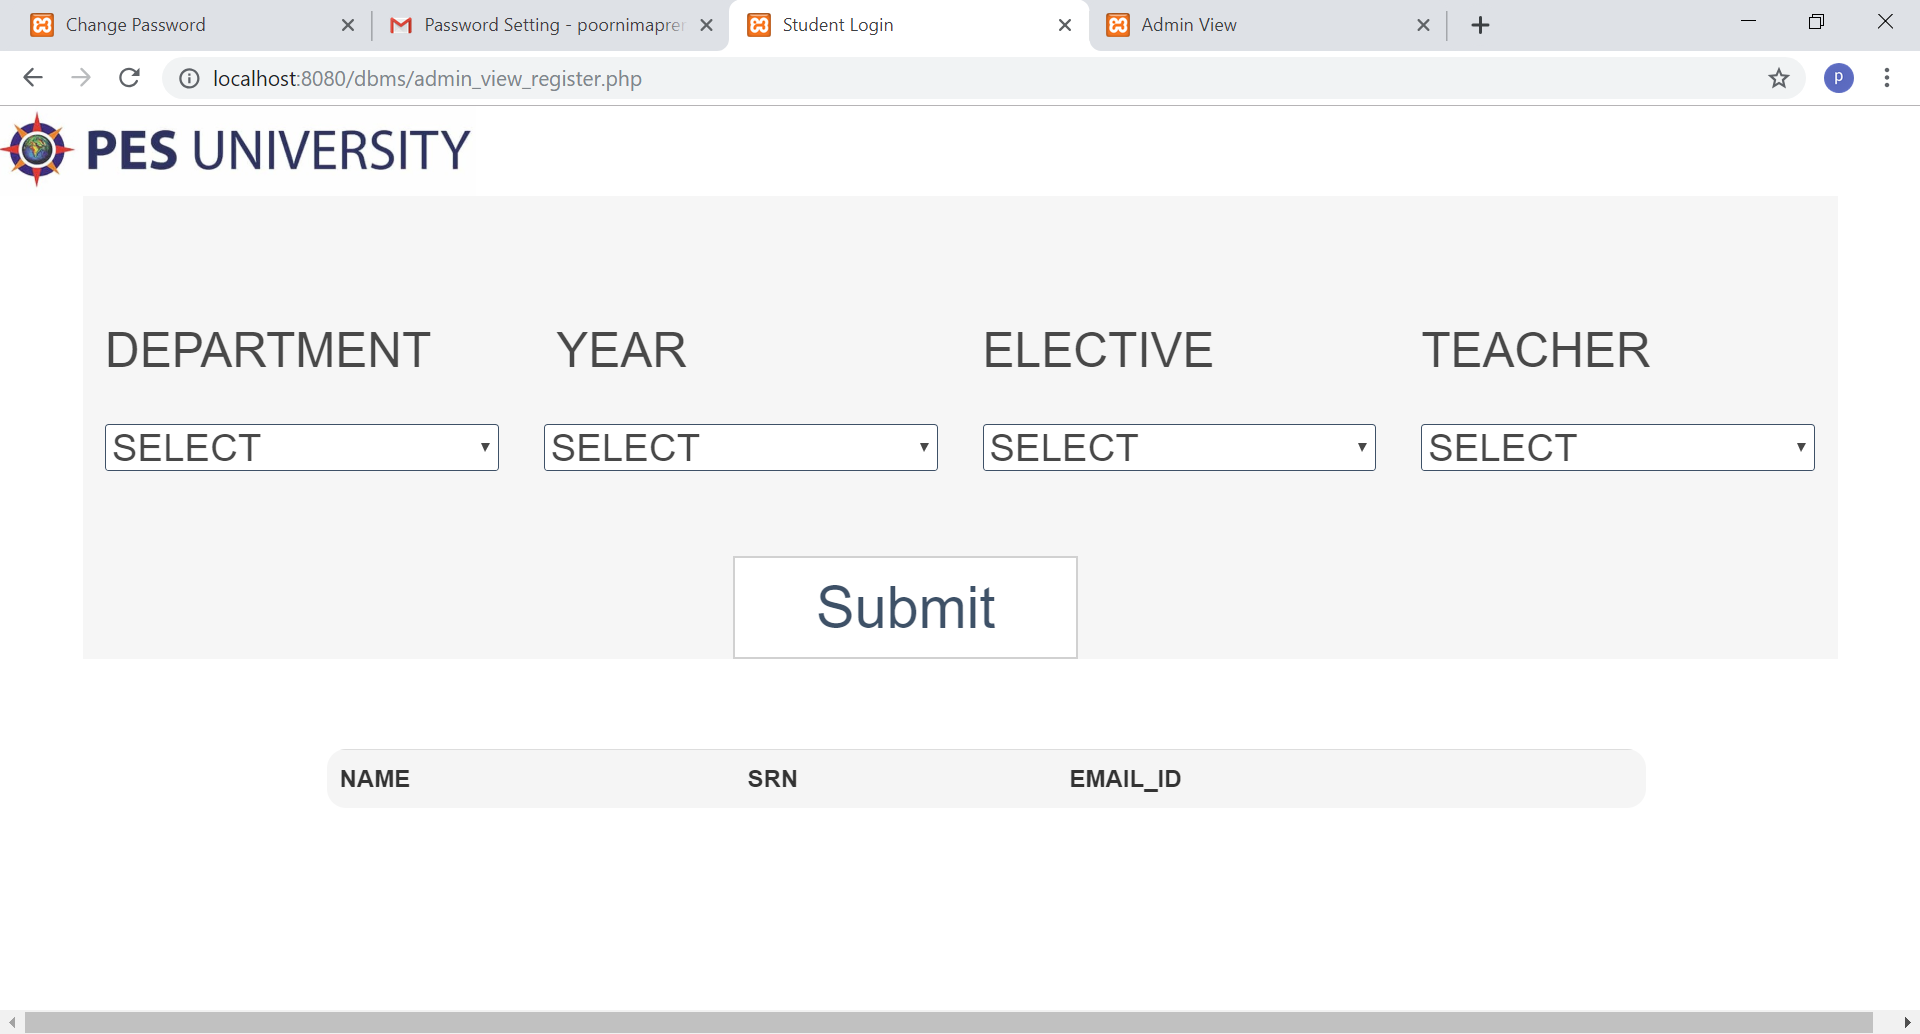 Change Password
Password Setting - poornimaprer
Student Login
Admin View
localhost:8080/dbms/admin_view_register.php
p
PES UNIVERSITY
DEPARTMENT YEAR ELECTIVE TEACHER
SELECT SELECT SELECT SELECT
Submit
NAME SRN EMAIL_ID